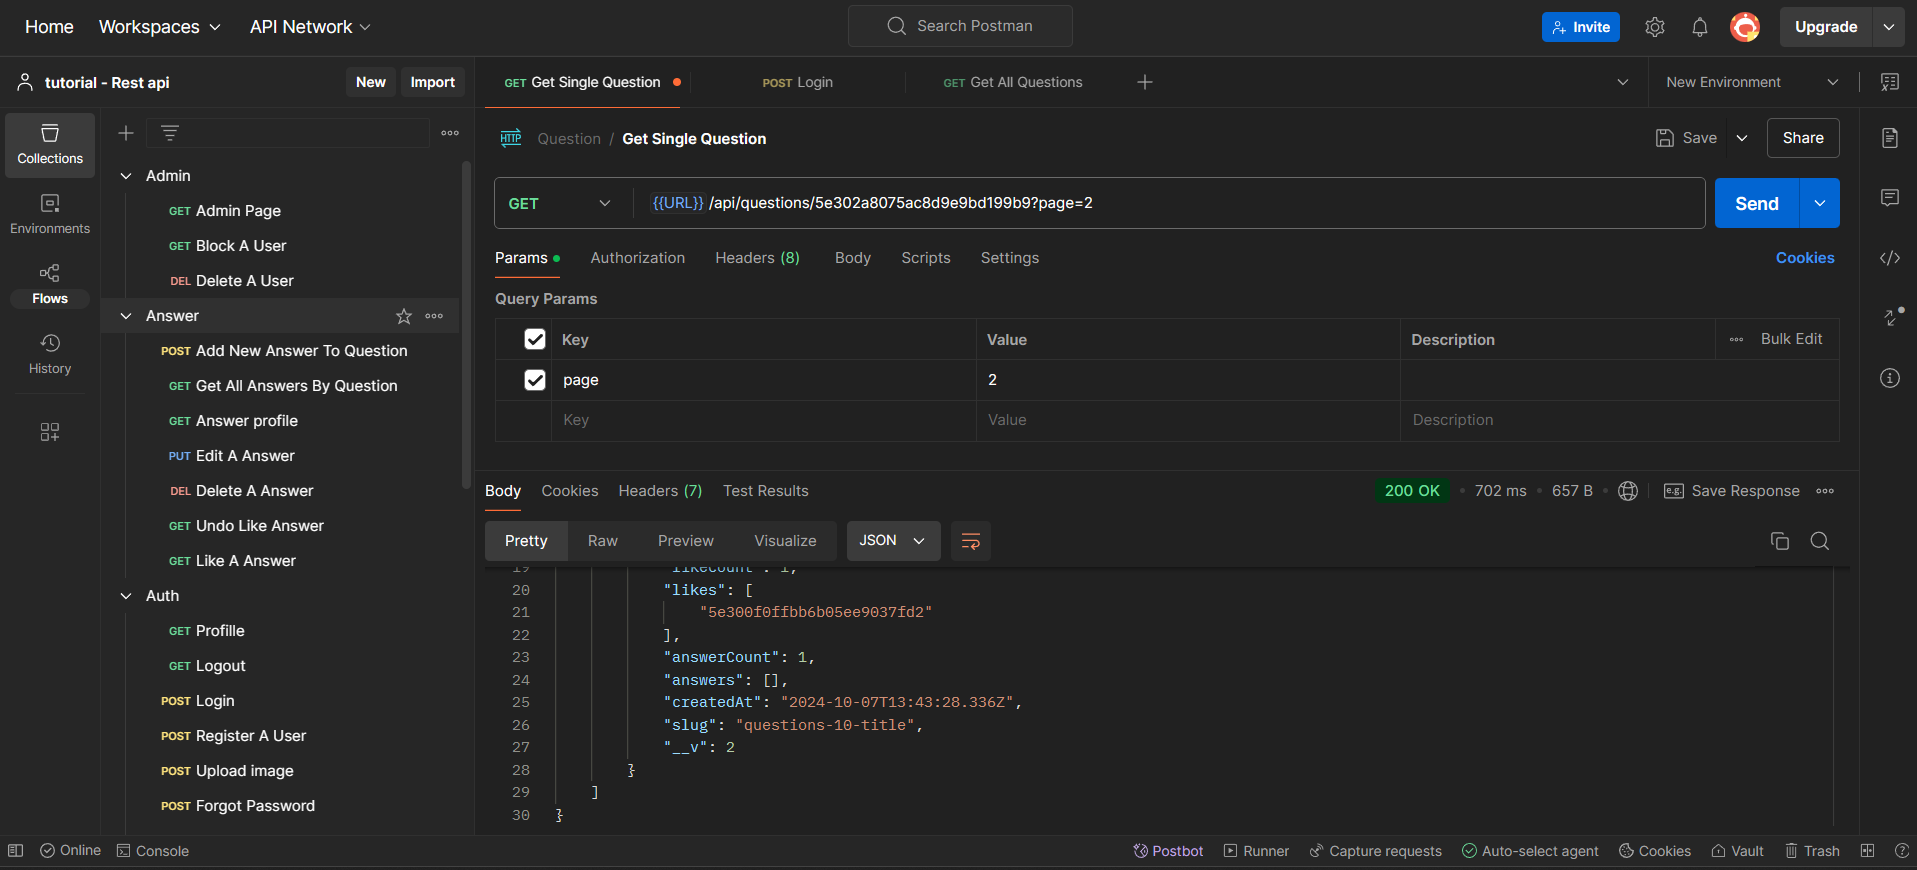 Home Workspaces API Network Search Postman Invite Upgrade
tutorial - Rest api New Import GET Get Single Question POST Login GET Get All Questions New Environment
Collections
Environments
Flows
History
Admin
GET Admin Page
GET Block A User
DEL Delete A User
Answer
POST Add New Answer To Question
GET Get All Answers By Question
GET Answer profile
PUT Edit A Answer
DEL Delete A Answer
GET Undo Like Answer
GET Like A Answer
Auth
GET Profille
GET Logout
POST Login
POST Register A User
POST Upload image
POST Forgot Password
HTTP Question / Get Single Question Save Share
GET {{URL}} /api/questions/5e302a8075ac8d9e9bd199b9?page=2 Send
Params Authorization Headers (8) Body Scripts Settings Cookies
Query Params
Key Value Description Bulk Edit
page 2
Key Value Description
Body Cookies Headers (7) Test Results 200 OK 702 ms 657 B e.g. Save Response
Pretty Raw Preview Visualize JSON
19 "likeCount": 1,
20 "likes": [
21 "5e300f0ffbb6b05ee9037fd2"
22 ],
23 "answerCount": 1,
24 "answers": [],
25 "createdAt": "2024-10-07T13:43:28.336Z",
26 "slug": "questions-10-title",
27 "__v": 2
28 }
29 ]
30 }
Online Console Postbot Runner Capture requests Auto-select agent Cookies Vault Trash